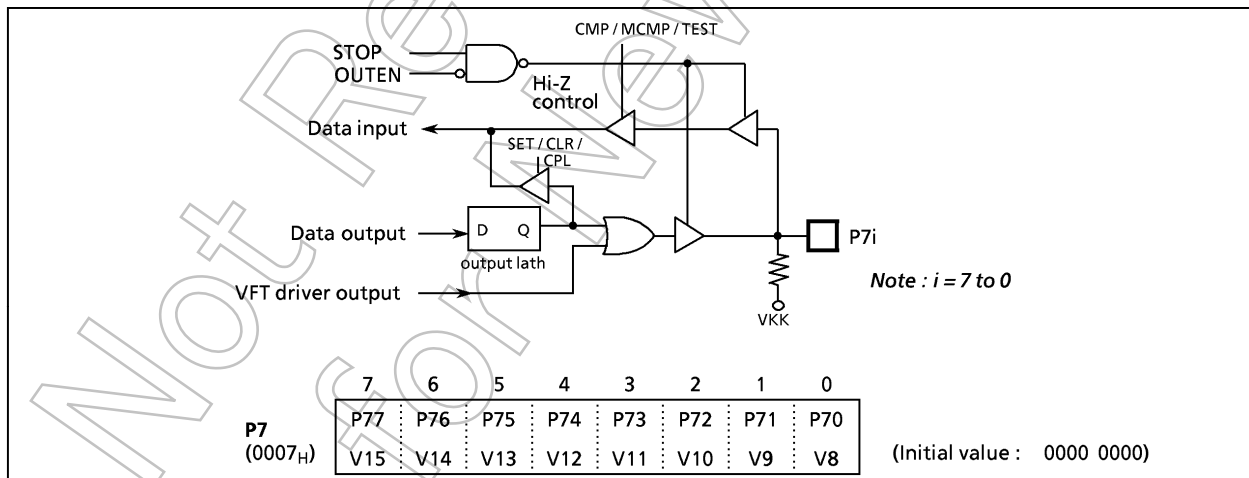 CMP / MCMP / TEST
STOP
OUTEN
Hi-Z
control
Data input
SET / CLR /
CPL
Data output
D Q
output lath
P7i
VFT driver output
Note : i = 7 to 0
VKK
7 6 5 4 3 2 1 0
P7
(0007H)
P77 P76 P75 P74 P73 P72 P71 P70
V15 V14 V13 V12 V11 V10 V9 V8
(Initial value : 0000 0000)
Not Re
for New